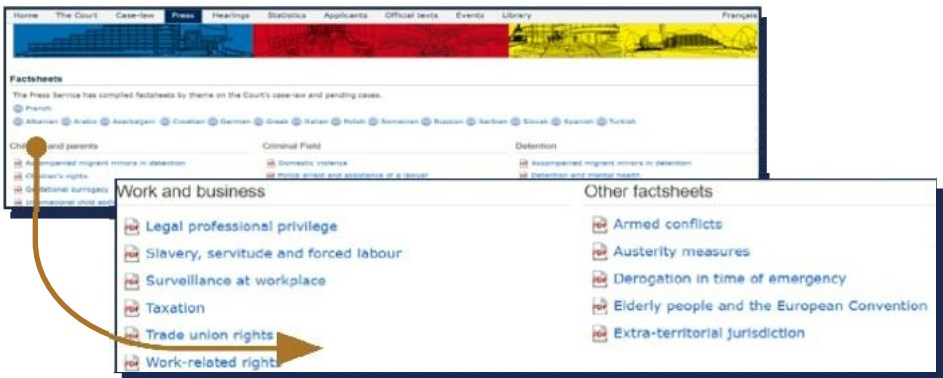 Home The Court Case-law Press Hearings Statistics Applicants Official texts Events Library Français
Factsheets
The Press Service has compiled factsheets by theme on the Court's case-law and pending cases.
French
Albanian Arabic Azerbaijani Croatian German Greek Italian Polish Romanian Russian Serbian Slovak Spanish Turkish
and parents
migrant minors in detention
Children's rights
surrogacy
International child
Criminal Field
Domestic violence
Police arrest and assistance of a lawyer
Detention
Accompanied migrant minors in detention
Detention and mental health
Work and business
Legal professional privilege
Slavery, servitude and forced labour
Surveillance at workplace
Taxation
Trade union rights
Work-related rights
Other factsheets
Armed conflicts
Austerity measures
Derogation in time of emergency
Elderly people and the European Convention
Extra-territorial jurisdiction